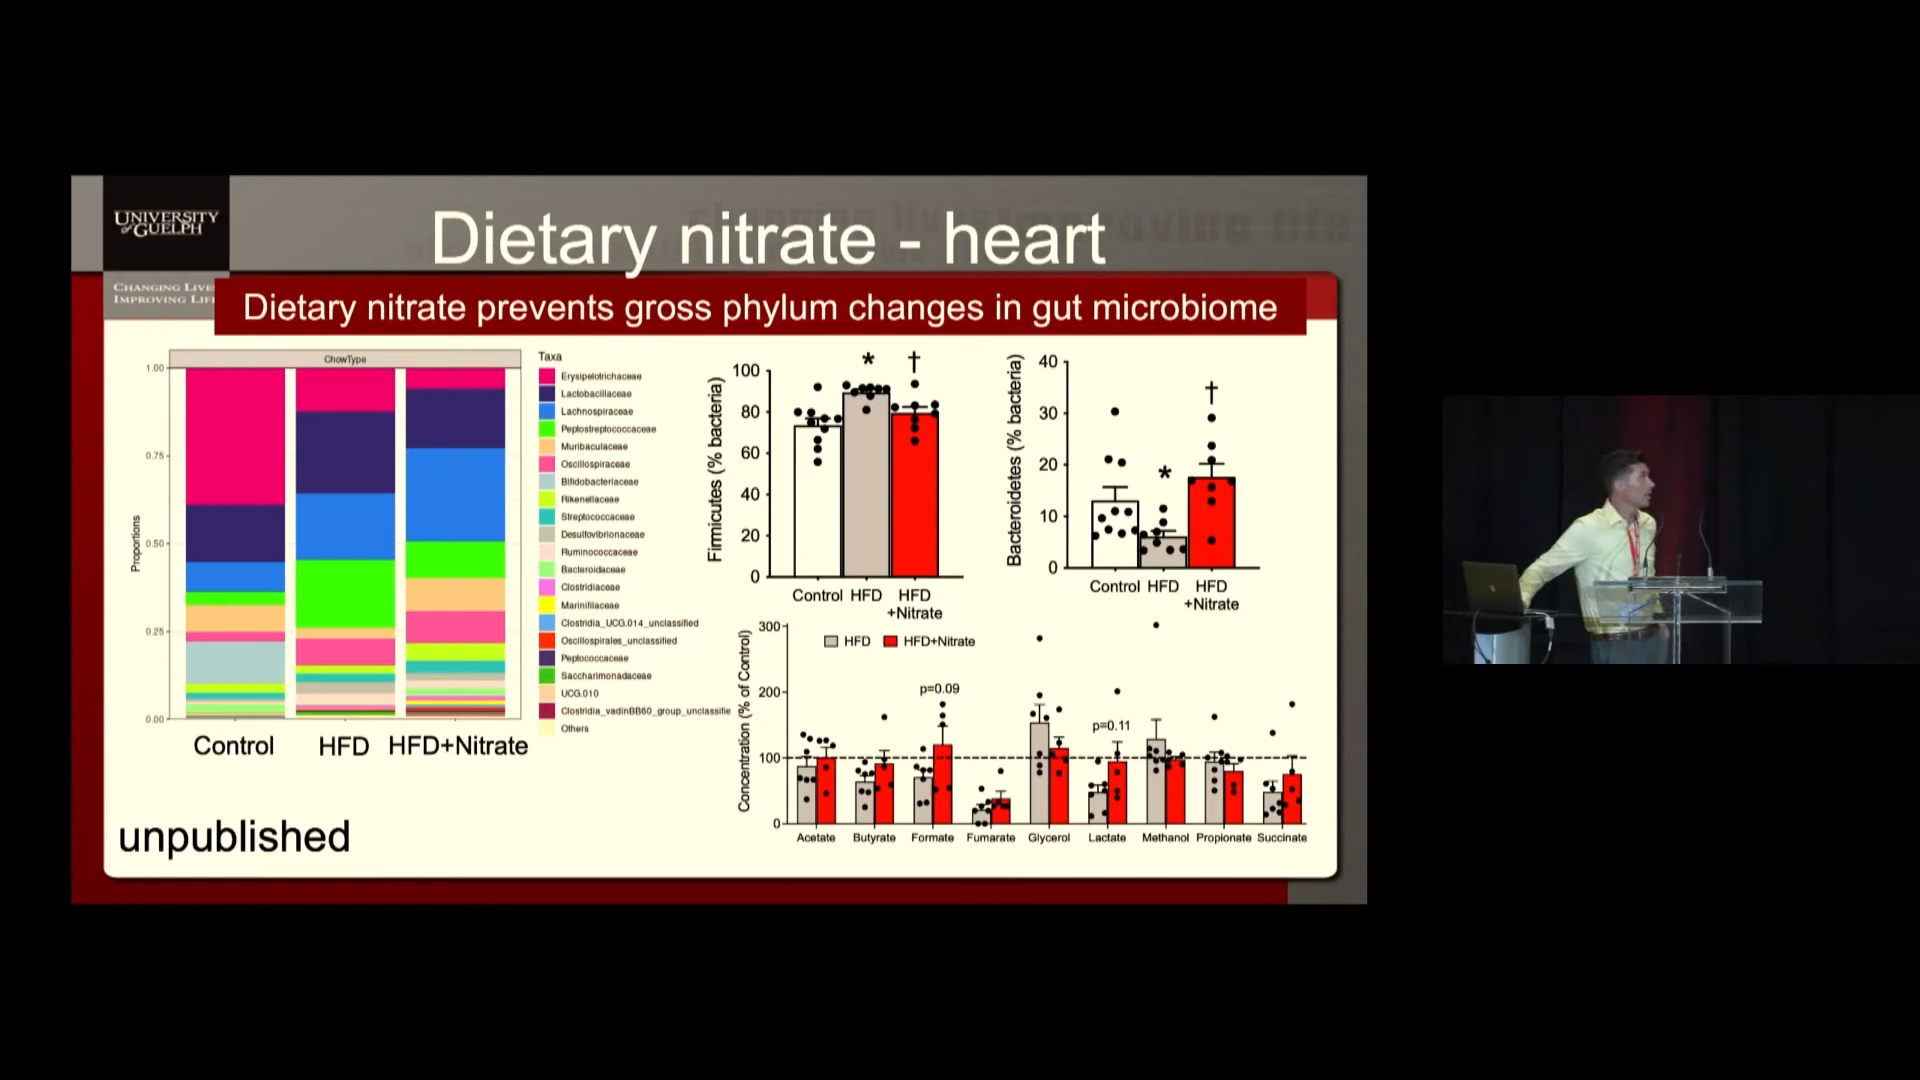 UNIVERSITY
of GUELPH
CHANGING LIVES
IMPROVING LIF
Dietary nitrate - heart
Dietary nitrate prevents gross phylum changes in gut microbiome
ChowType
Proportions
1.00
0.75
0.50
0.25
0.00
Control
HFD
HFD+Nitrate
Taxa
Erysipelotrichaceae
Lactobacillaceae
Lachnospiraceae
Peptostreptococcaceae
Muribaculaceae
Oscillospiraceae
Bifidobacteriaceae
Rikenellaceae
Streptococcaceae
Desulfovibrionaceae
Ruminococcaceae
Bacteroidaceae
Clostridiaceae
Marinifilaceae
Clostridia_UCG.014_unclassified
Oscillospirales_unclassified
Peptococcaceae
Saccharimonadaceae
UCG.010
Clostridia_vadinBB60_group_unclassifie
Others
Firmicutes (% bacteria)
100
80
60
40
20
0
*
†
Control HFD HFD
+Nitrate
Bacteroidetes (% bacteria)
40
30
20
10
0
*
†
Control HFD HFD
+Nitrate
Concentration (% of Control)
300
200
100
0
HFD HFD+Nitrate
p=0.09
p=0.11
Acetate Butyrate Formate Fumarate Glycerol Lactate Methanol Propionate Succinate
unpublished